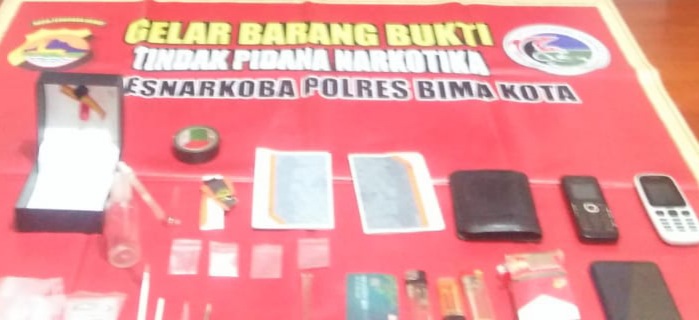 GELAR BARANG BUKTI
TINDAK PIDANA NARKOTIKA
ESNARKOBA POLRES BIMA KOTA